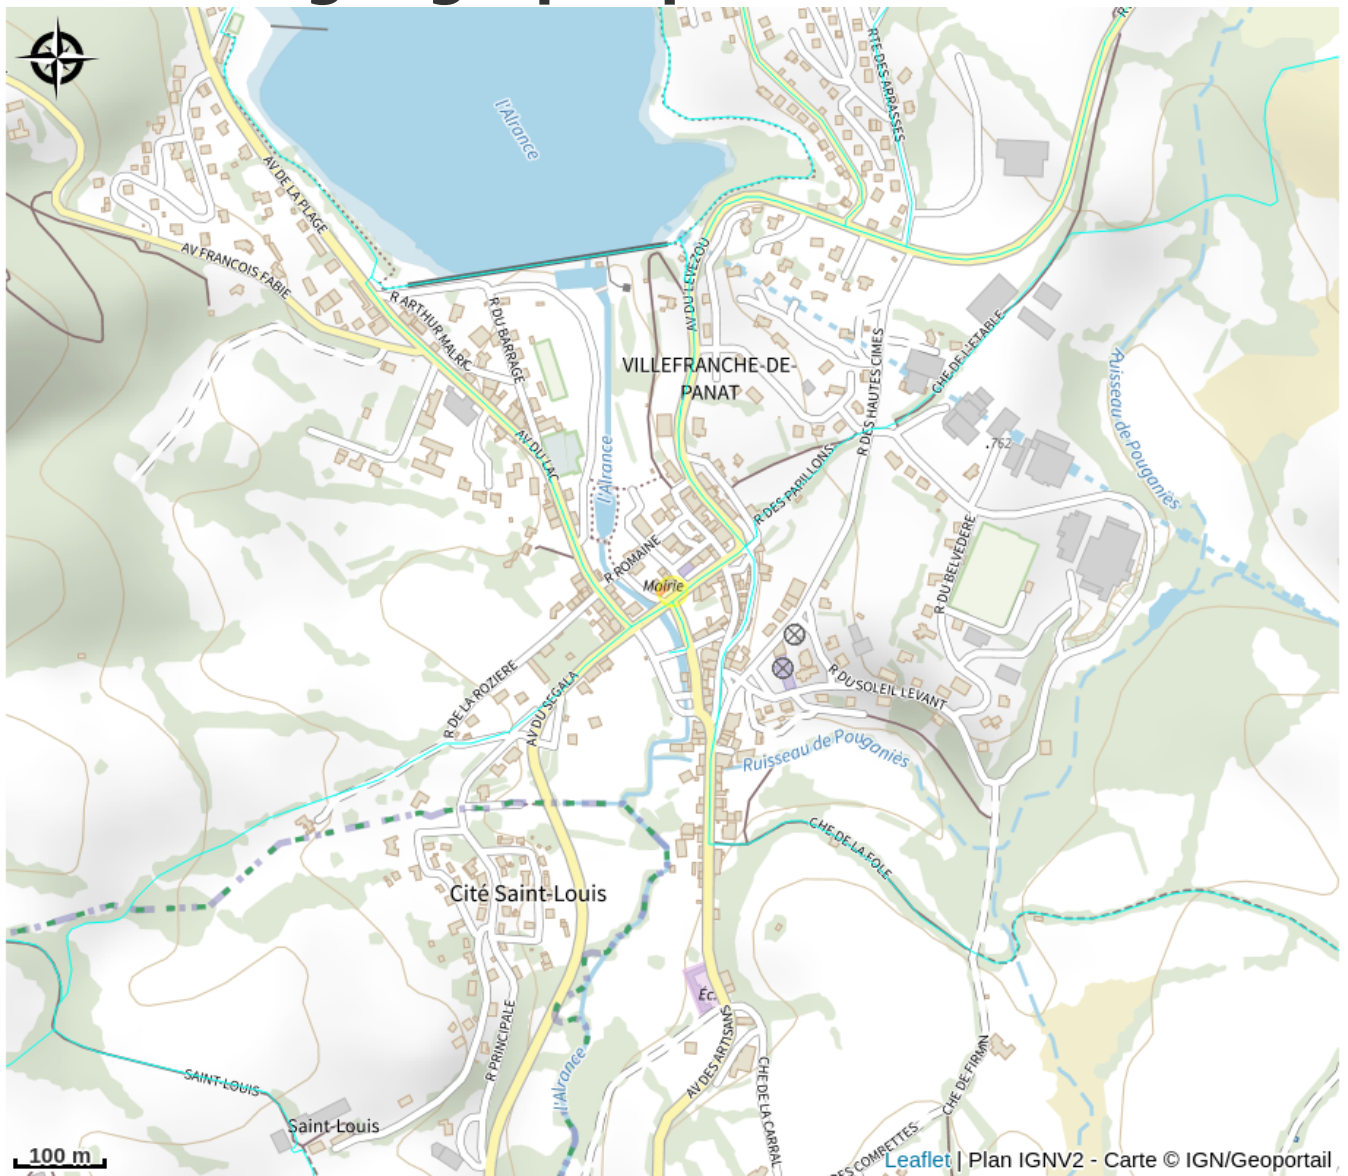 l'Alrance
RTE DES ARRASSES
AV DE LA PLAGE
AV FRANCOIS FABIE
R ARTHUR MALRIC
R DU BARRAGE
AV DU LEVEZOU
VILLEFRANCHE-DE-
PANAT
R DES HAUTES CIMES
CHE DE L'ETABLE
Ruisseau de Pouganiès
.762
AV DU LAC
l'Alrance
R DES PAPILLONS
R ROMAINE
Mairie
R DU BELVEDERE
R DU SOLEIL LEVANT
R DE LA ROZIERE
AV DU SEGALA
Ruisseau de Pouganiès
CHE DE LA FOLE
Cité Saint-Louis
Éc.
R PRINCIPALE
AV DES ARTISANS
CHE DE LA CARRAL
CHE DE FIRMIN
l'Alrance
SAINT-LOUIS
Saint-Louis
ES COMBETTES
100 m
Leaflet | Plan IGNV2 - Carte © IGN/Geoportail